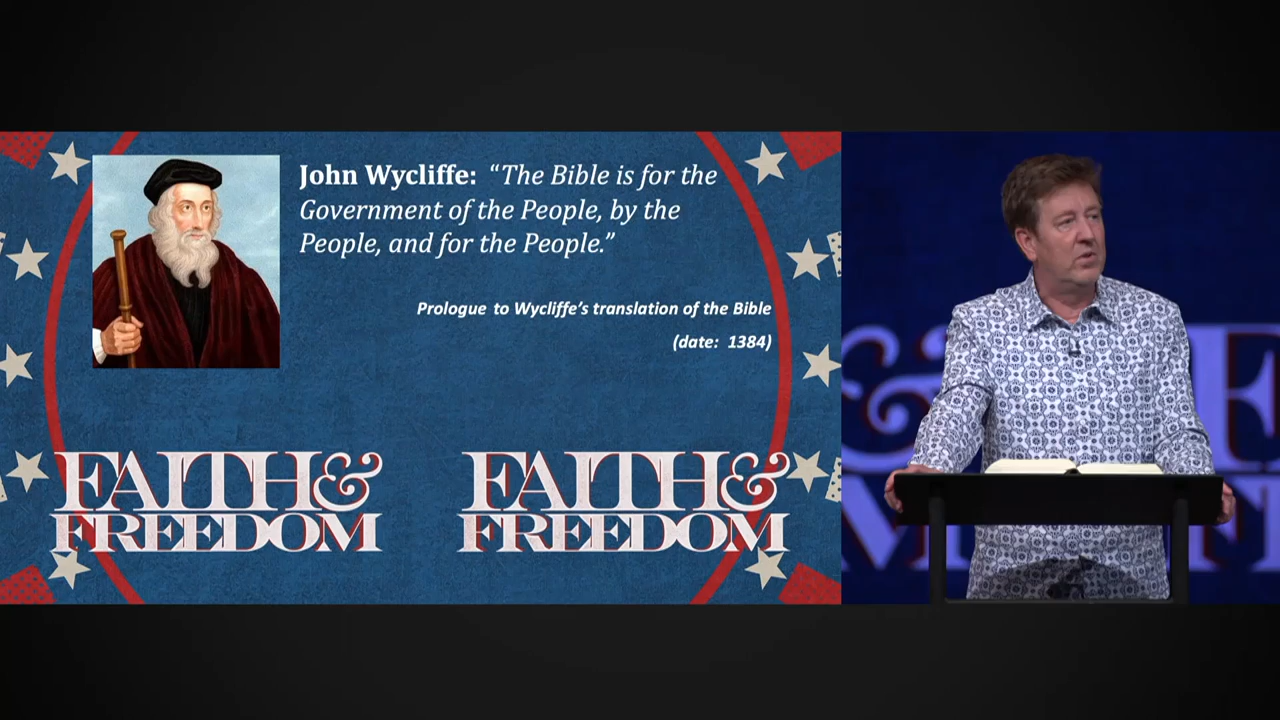 John Wycliffe: “The Bible is for the
Government of the People, by the
People, and for the People.”
Prologue to Wycliffe’s translation of the Bible
(date: 1384)
FAITH&
FREEDOM
FAITH&
FREEDOM